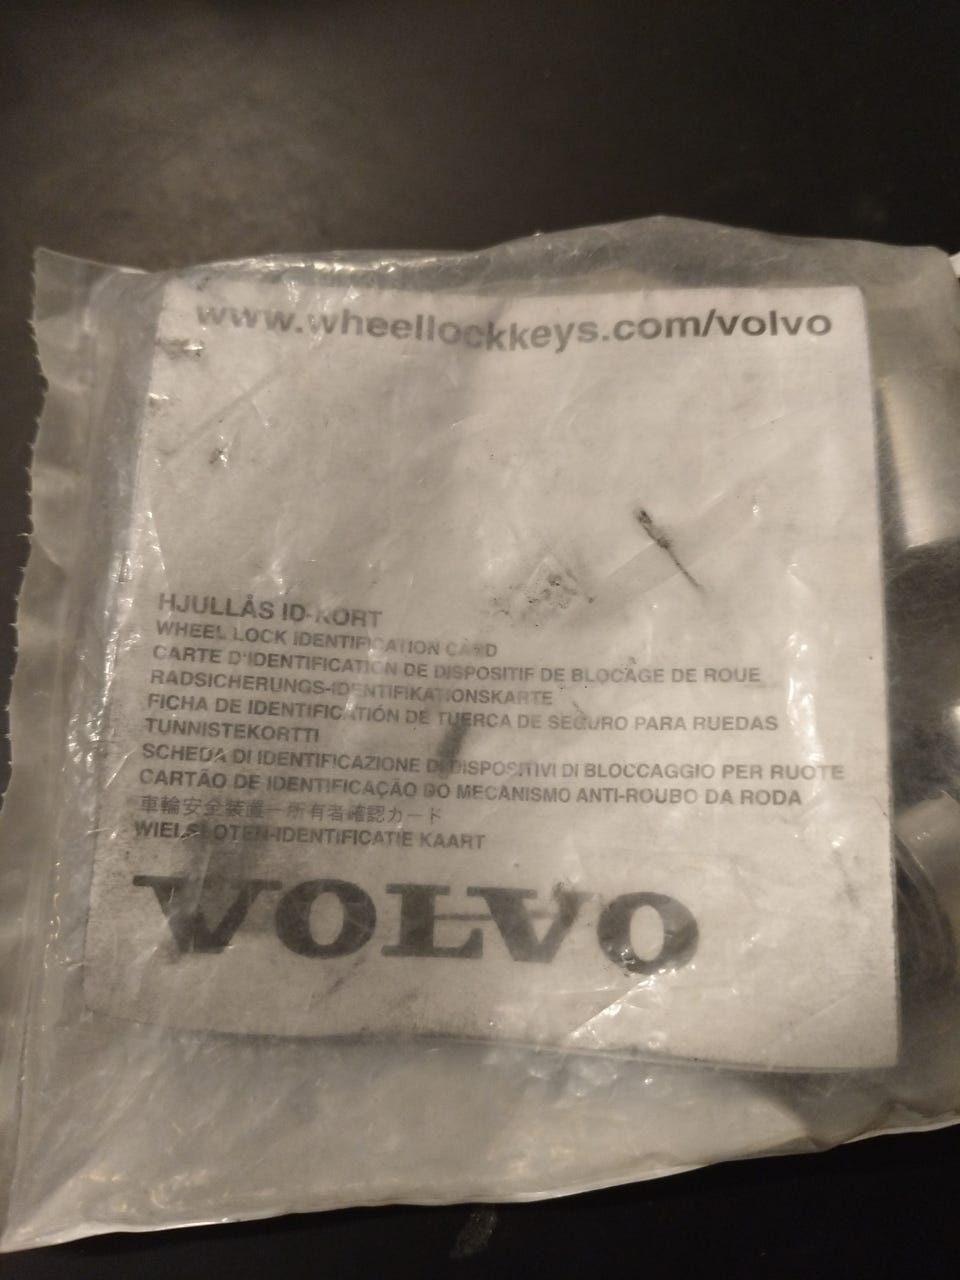 www.wheellockkeys.com/volvo
HJULLÅS ID-KORT
WHEEL LOCK IDENTIFICATION CARD
CARTE D'IDENTIFICATION DE DISPOSITIF DE BLOCAGE DE ROUE
RADSICHERUNGS-IDENTIFIKATIONSKARTE
FICHA DE IDENTIFICATIÓN DE TUERCA DE SEGURO PARA RUEDAS
TUNNISTEKORTTI
SCHEDA DI IDENTIFICAZIONE DI DISPOSITIVI DI BLOCCAGGIO PER RUOTE
CARTÃO DE IDENTIFICAÇÃO DO MECANISMO ANTI-ROUBO DA RODA
車輪安全装置一所有者確認カード
WIELSLOTEN-IDENTIFICATIE KAART
VOLVO